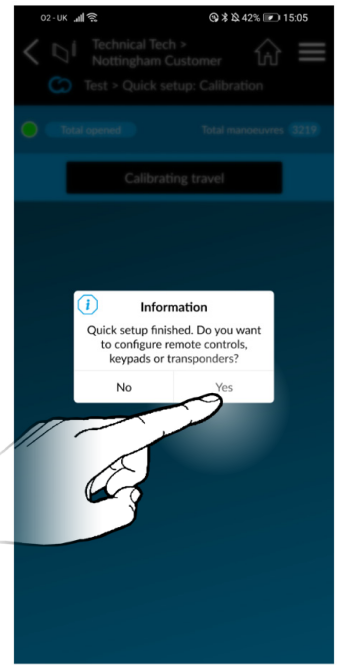 O2-UK 42% 15:05
Technical Tech >
Nottingham Customer
Test > Quick setup: Calibration
Total opened Total manoeuvres 3219
Calibrating travel
Information
Quick setup finished. Do you want
to configure remote controls,
keypads or transponders?
No Yes